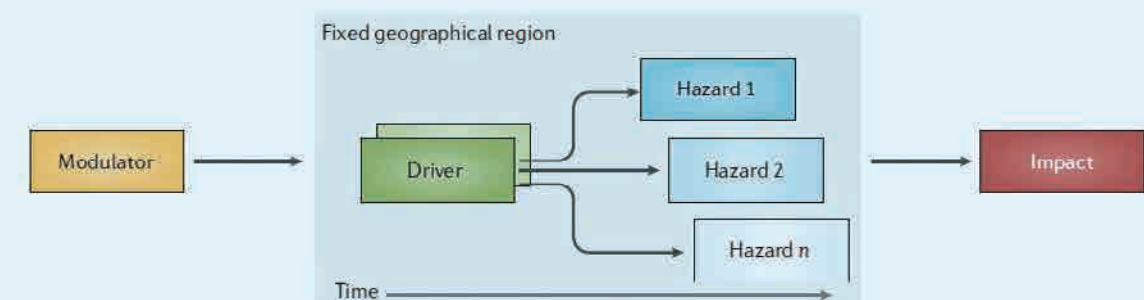 Fixed geographical region
Hazard 1
Modulator
Driver
Hazard 2
Impact
Hazard n
Time